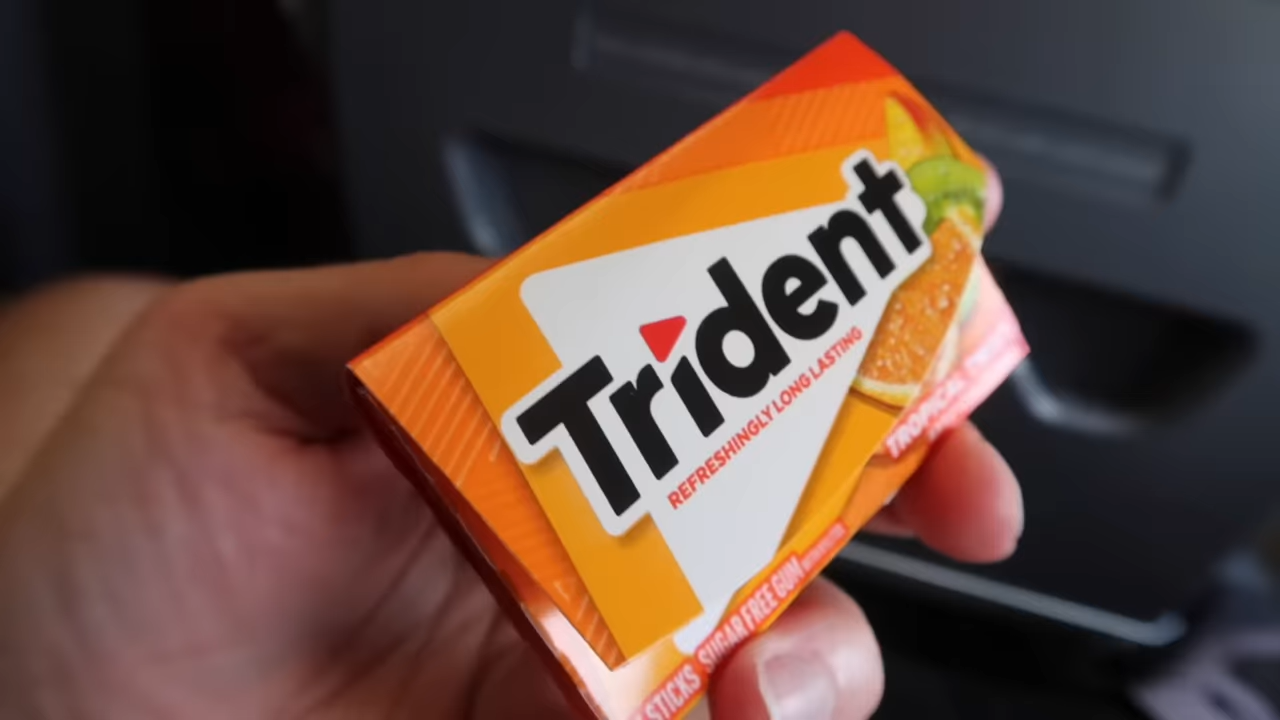 Trident
REFRESHINGLY LONG LASTING
TROPICAL
STICKS SUGAR FREE GUM